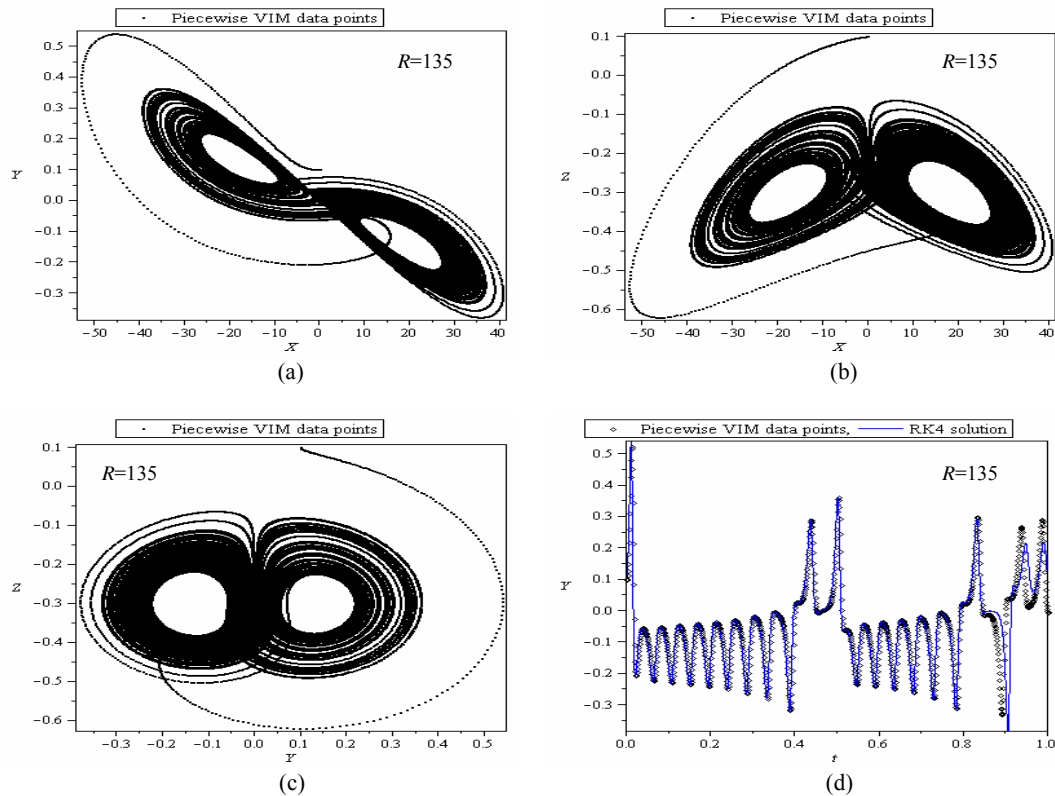 Piecewise VIM data points
R=135
0.5
0.4
0.3
0.2
0.1
Y
0.0
-0.1
-0.2
-0.3
-50 -40 -30 -20 -10 0 10 20 30 40
X
(a)
Piecewise VIM data points
0.1
R=135
0.0
-0.1
-0.2
Z
-0.3
-0.4
-0.5
-0.6
-50 -40 -30 -20 -10 0 10 20 30 40
X
(b)
Piecewise VIM data points
0.1
R=135
0.0
-0.1
-0.2
Z
-0.3
-0.4
-0.5
-0.6
-0.3 -0.2 -0.1 0.0 0.1 0.2 0.3 0.4 0.5
Y
(c)
Piecewise VIM data points, RK4 solution
0.5
R=135
0.4
0.3
0.2
0.1
Y
0.0
-0.1
-0.2
-0.3
0.0 0.2 0.4 0.6 0.8 1.0
t
(d)